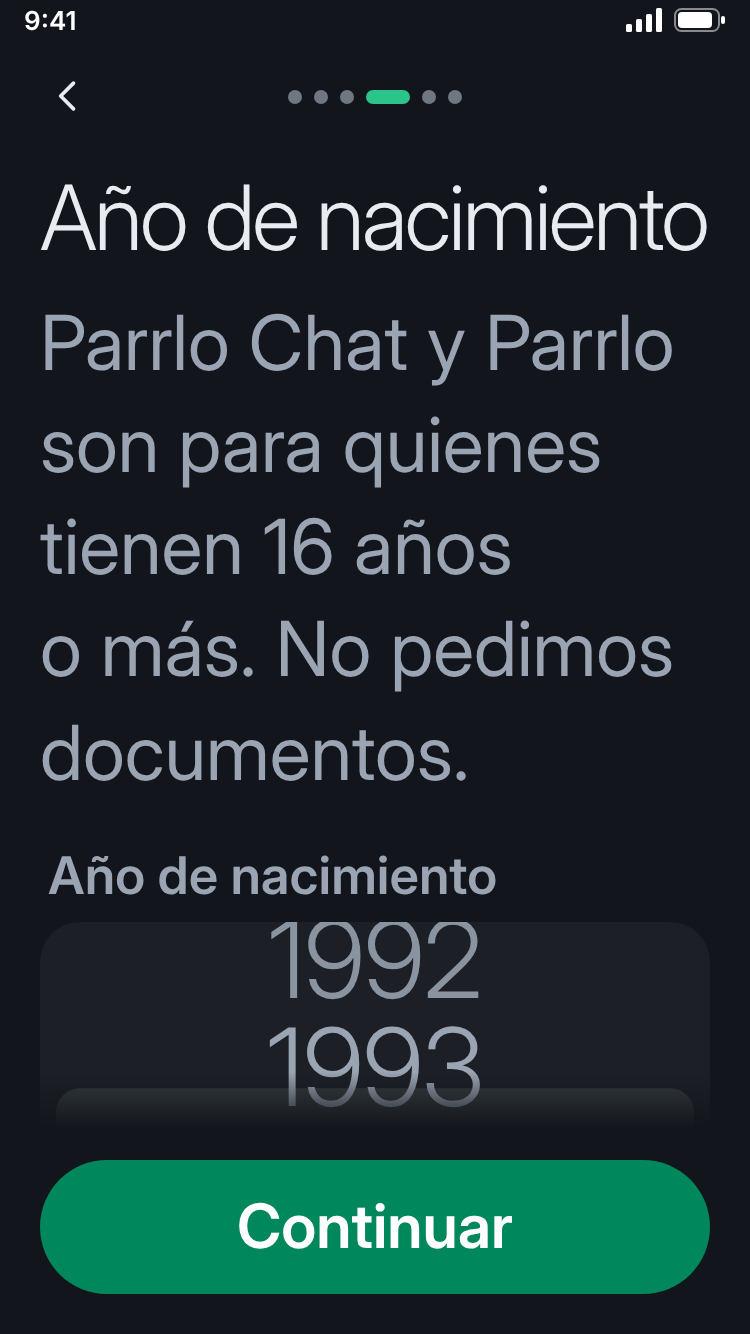 9:41
Año de nacimiento
Parrlo Chat y Parrlo
son para quienes
tienen 16 años
o más. No pedimos
documentos.
Año de nacimiento
1992
1993
Continuar